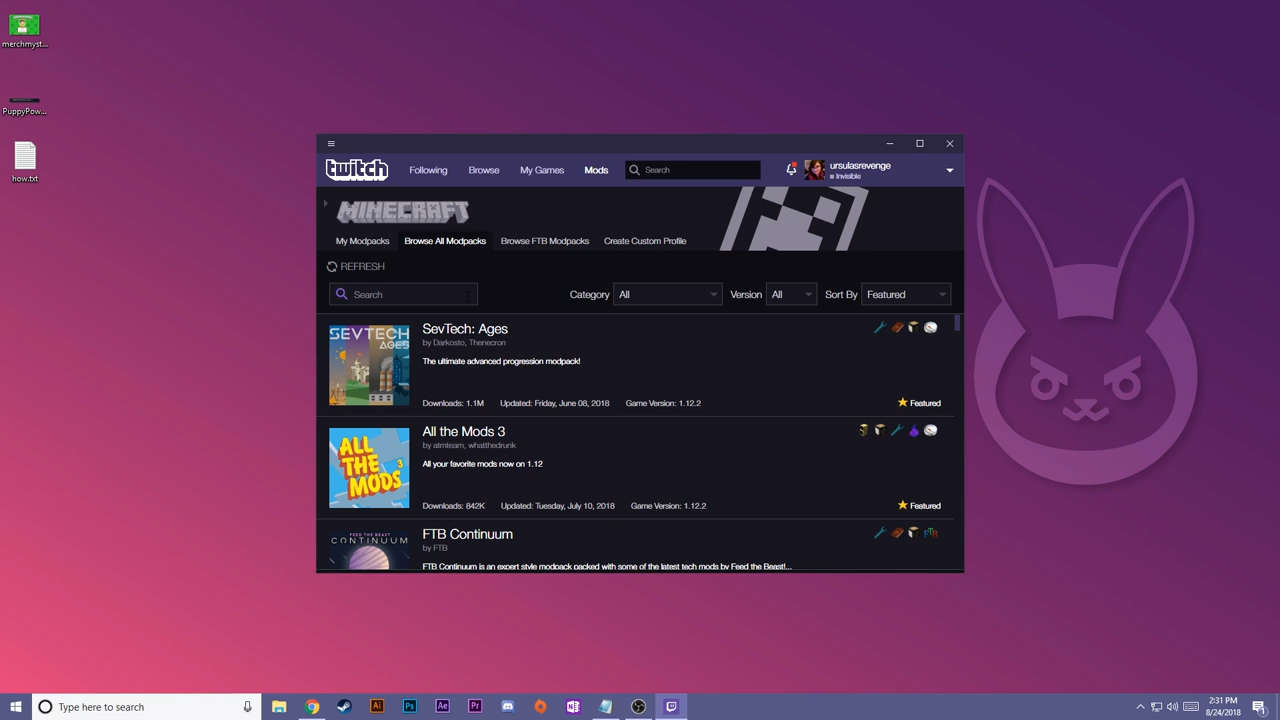 merchmyst...
PuppyPow...
how.txt
twitch
Following
Browse
My Games
Mods
Search
ursulasrevenge
Invisible
MINECRAFT
My Modpacks
Browse All Modpacks
Browse FTB Modpacks
Create Custom Profile
REFRESH
Search
Category
All
Version
All
Sort By
Featured
SEVTECH
AGES
SevTech: Ages
by Darkosto, Thenecron
The ultimate advanced progression modpack!
Downloads: 1.1M
Updated: Friday, June 08, 2018
Game Version: 1.12.2
Featured
ALL
THE
MODS
3
All the Mods 3
by atmteam, whatthedrunk
All your favorite mods now on 1.12
Downloads: 842K
Updated: Tuesday, July 10, 2018
Game Version: 1.12.2
Featured
FEED THE BEAST
CONTINUUM
FTB Continuum
by FTB
FTB Continuum is an expert style modpack packed with some of the latest tech mods by Feed the Beast!...
FTB
Type here to search
Ai
Ps
Ae
Pr
N
2:31 PM
8/24/2018
1